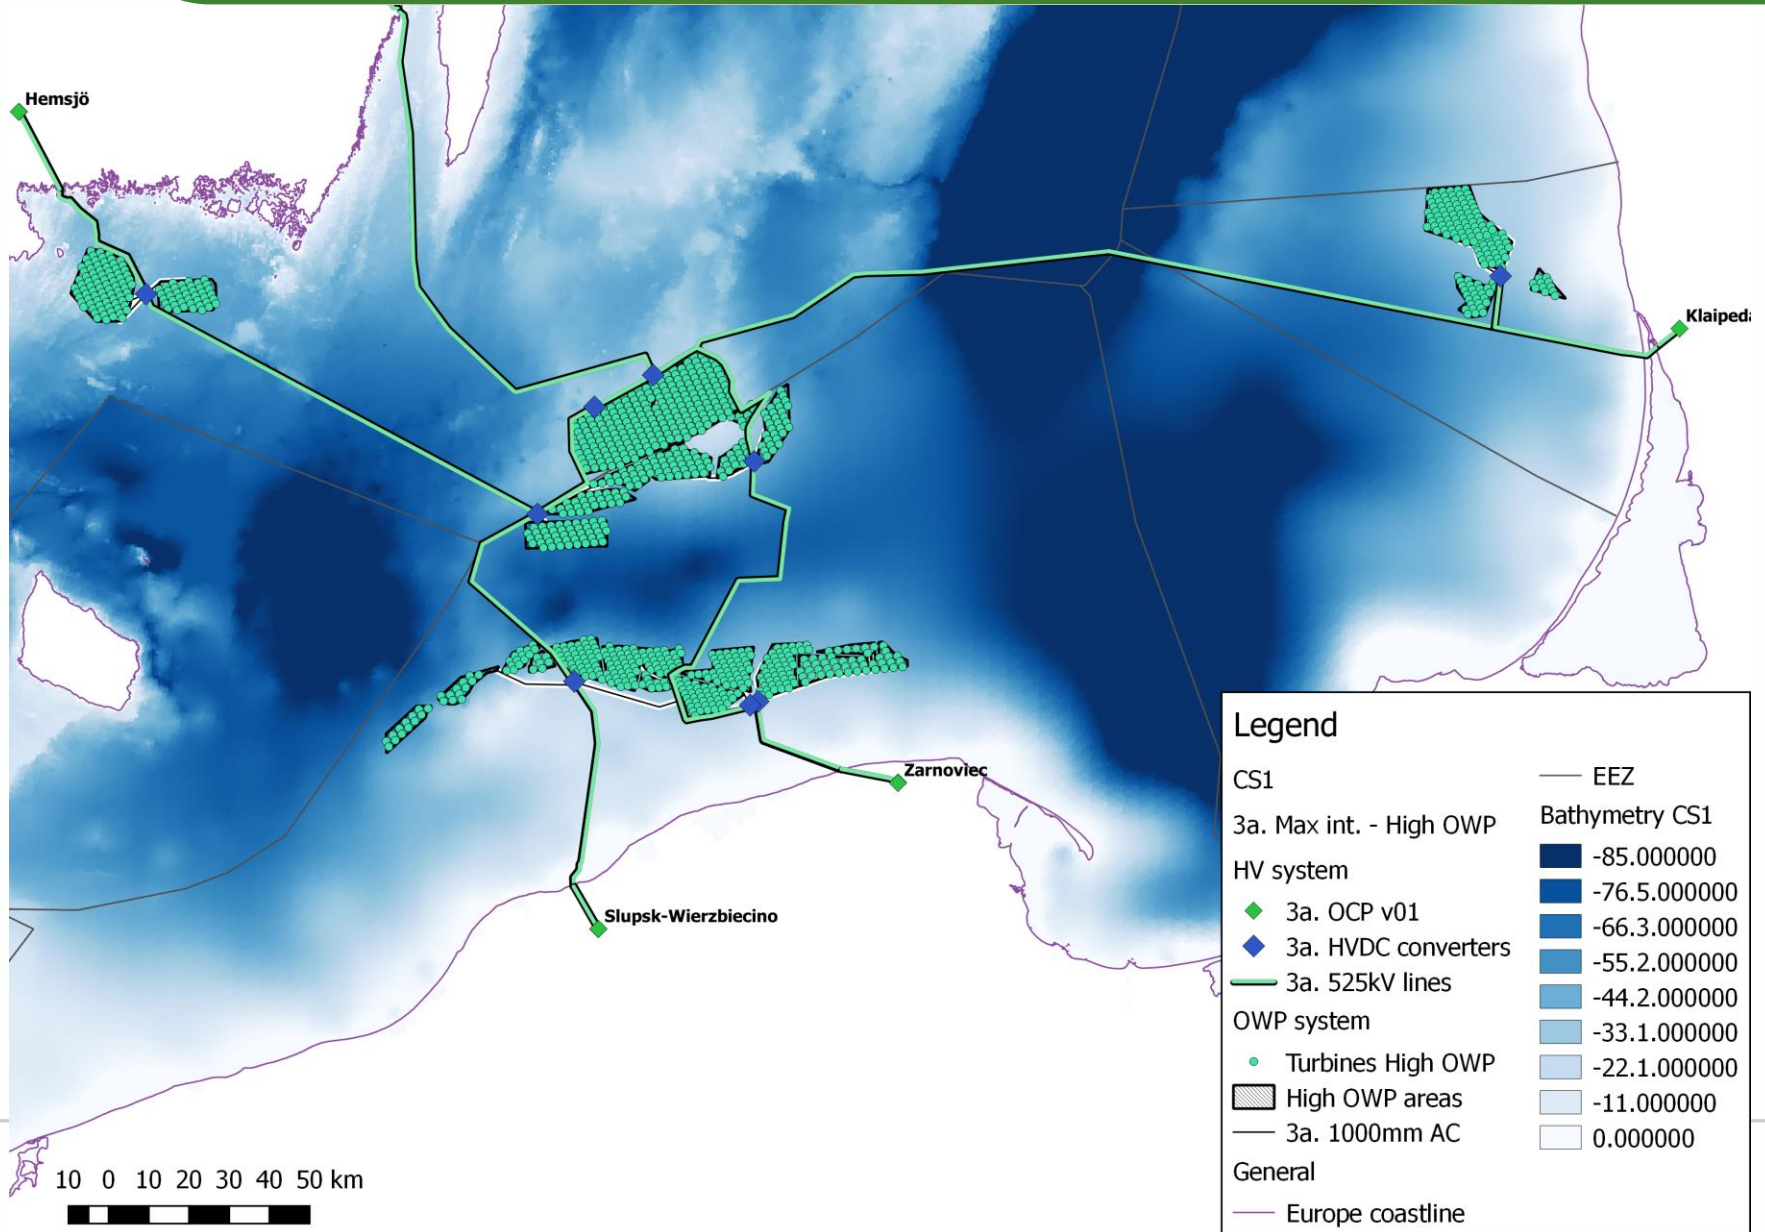 Hemsjö
Klaipeda
Zarnoviec
Slupsk-Wierzbiecino
10 0 10 20 30 40 50 km
Legend
CS1
3a. Max int. - High OWP
HV system
3a. OCP v01
3a. HVDC converters
3a. 525kV lines
OWP system
Turbines High OWP
High OWP areas
3a. 1000mm AC
General
Europe coastline
EEZ
Bathymetry CS1
-85.000000
-76.5.000000
-66.3.000000
-55.2.000000
-44.2.000000
-33.1.000000
-22.1.000000
-11.000000
0.000000